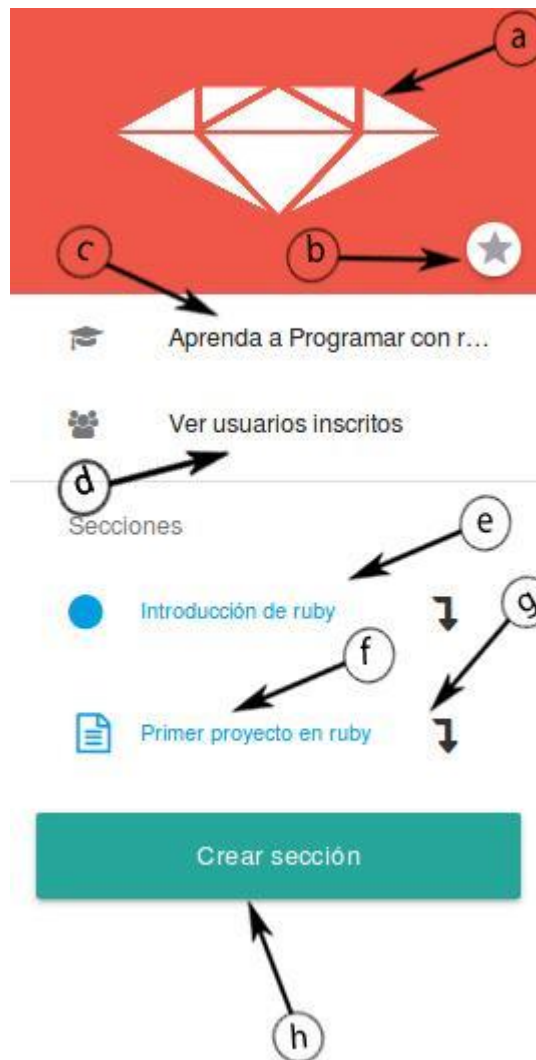 a
b
c
Aprenda a Programar con r...
Ver usuarios inscritos
d
Secciones
e
Introducción de ruby
g
f
Primer proyecto en ruby
Crear sección
h